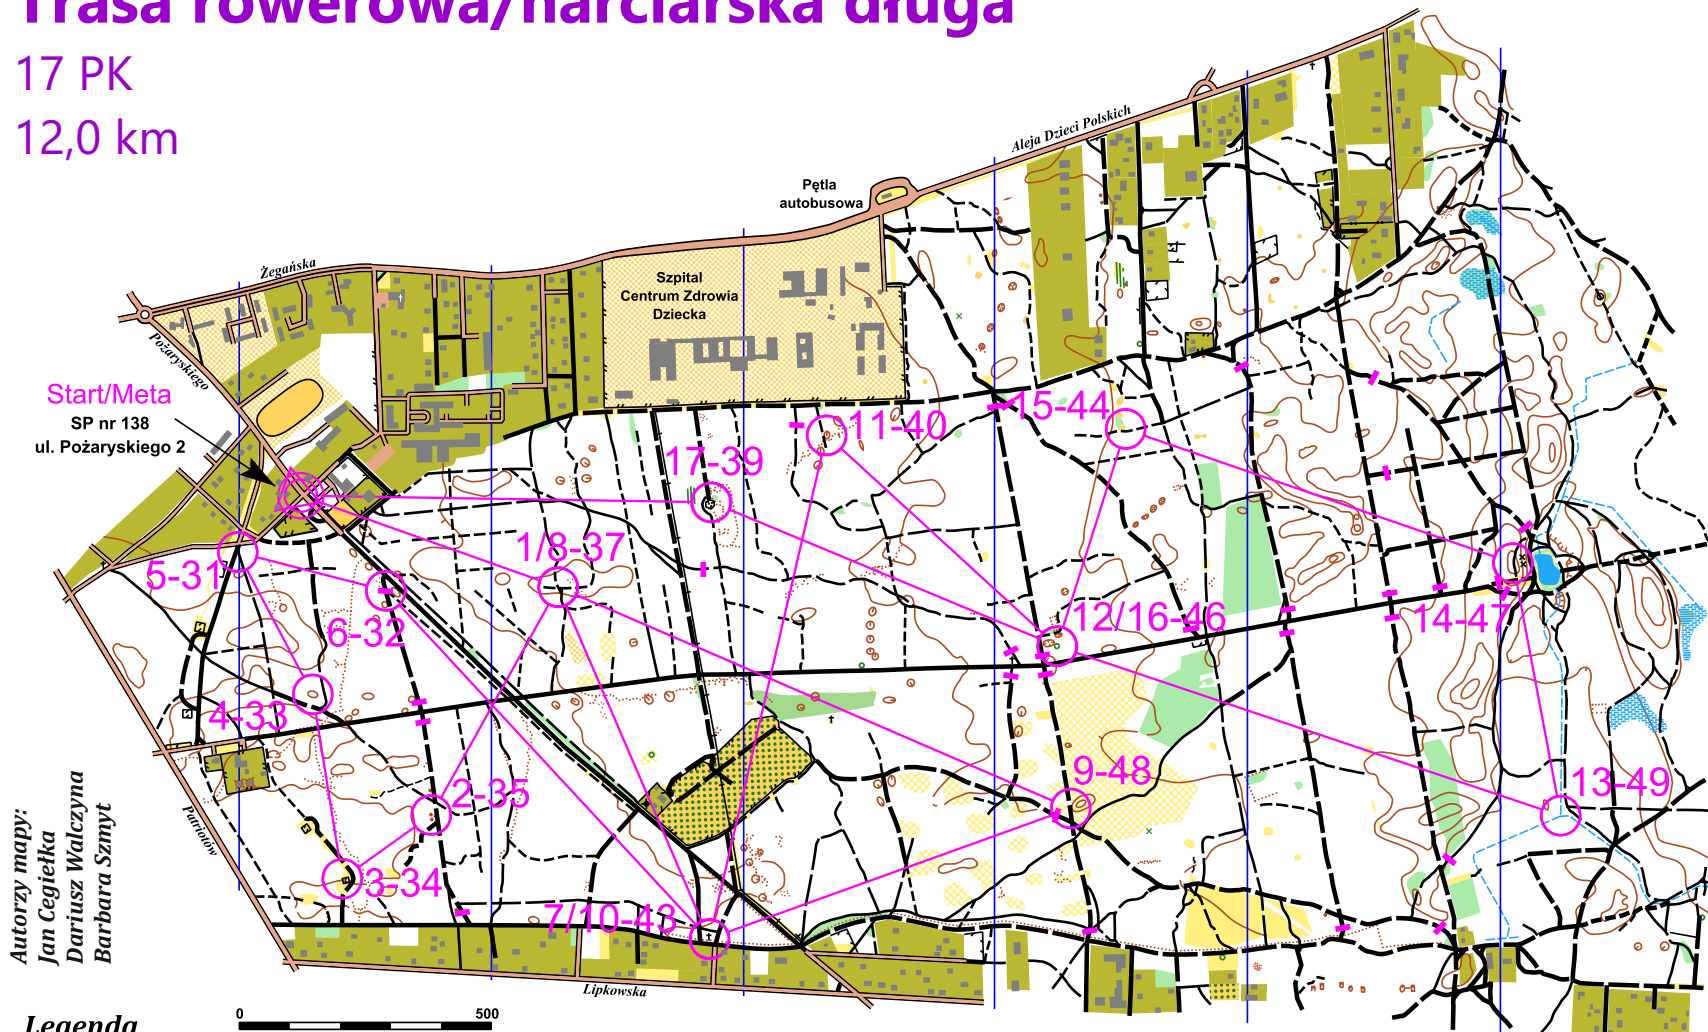 Trasa rowerowa/narciarska długa
17 PK
12,0 km
Aleja Dzieci Polskich
Pętla
autobusowa
Żegańska
Szpital
Centrum Zdrowia
Dziecka
Pożaryskiego
Start/Meta
SP nr 138
ul. Pożaryskiego 2
15-44
11-40
17-39
1/8-37
5-31
6-32
12/16-46
14-47
4-33
9-48
13-49
2-35
3-34
7/10-43
Patriotów
Lipkowska
Autorzy mapy:
Jan Cegiełka
Dariusz Walczyna
Barbara Szmyt
Legenda
0 500